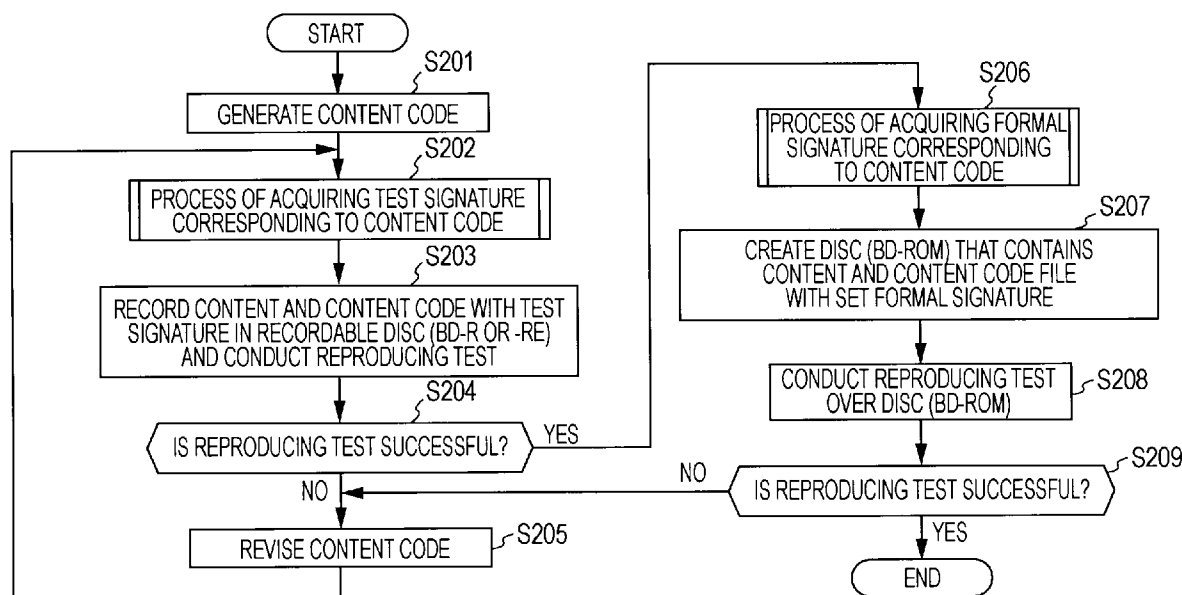 START
S201
GENERATE CONTENT CODE
S202
PROCESS OF ACQUIRING TEST SIGNATURE
CORRESPONDING TO CONTENT CODE
S203
RECORD CONTENT AND CONTENT CODE WITH TEST
SIGNATURE IN RECORDABLE DISC (BD-R OR -RE)
AND CONDUCT REPRODUCING TEST
S204
IS REPRODUCING TEST SUCCESSFUL?
YES
NO
REVISE CONTENT CODE
S205
S206
PROCESS OF ACQUIRING FORMAL
SIGNATURE CORRESPONDING
TO CONTENT CODE
S207
CREATE DISC (BD-ROM) THAT CONTAINS
CONTENT AND CONTENT CODE FILE
WITH SET FORMAL SIGNATURE
CONDUCT REPRODUCING TEST
OVER DISC (BD-ROM)
S208
S209
NO
IS REPRODUCING TEST SUCCESSFUL?
YES
END